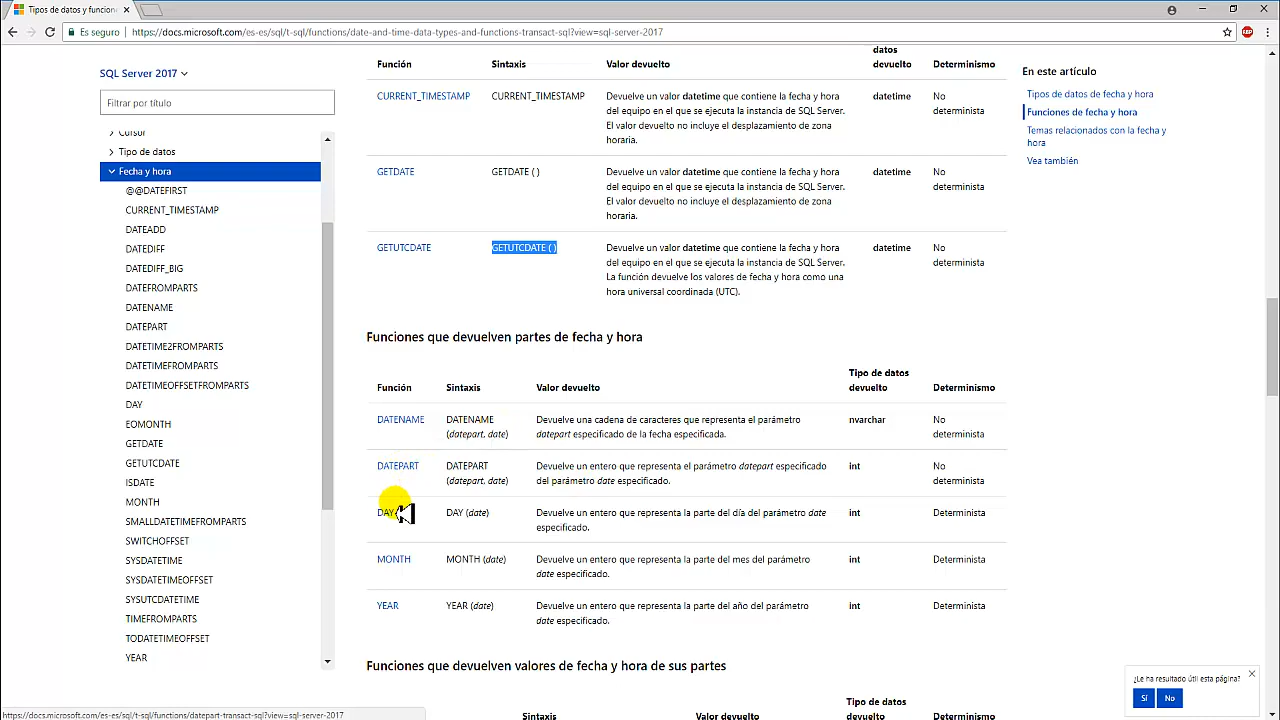 Tipos de datos y funcion
Es seguro | https://docs.microsoft.com/es-es/sql/t-sql/functions/date-and-time-data-types-and-functions-transact-sql?view=sql-server-2017
SQL Server 2017
Filtrar por título
Cursor
Tipo de datos
Fecha y hora
@@DATEFIRST
CURRENT_TIMESTAMP
DATEADD
DATEDIFF
DATEDIFF_BIG
DATEFROMPARTS
DATENAME
DATEPART
DATETIME2FROMPARTS
DATETIMEFROMPARTS
DATETIMEOFFSETFROMPARTS
DAY
EOMONTH
GETDATE
GETUTCDATE
ISDATE
MONTH
SMALLDATETIMEFROMPARTS
SWITCHOFFSET
SYSDATETIME
SYSDATETIMEOFFSET
SYSUTCDATETIME
TIMEFROMPARTS
TODATETIMEOFFSET
YEAR
datos
Función Sintaxis Valor devuelto devuelto Determinismo
CURRENT_TIMESTAMP CURRENT_TIMESTAMP Devuelve un valor datetime que contiene la fecha y hora datetime No
del equipo en el que se ejecuta la instancia de SQL Server. determinista
El valor devuelto no incluye el desplazamiento de zona
horaria.
GETDATE GETDATE ( ) Devuelve un valor datetime que contiene la fecha y hora datetime No
del equipo en el que se ejecuta la instancia de SQL Server. determinista
El valor devuelto no incluye el desplazamiento de zona
horaria.
GETUTCDATE GETUTCDATE ( ) Devuelve un valor datetime que contiene la fecha y hora datetime No
del equipo en el que se ejecuta la instancia de SQL Server. determinista
La función devuelve los valores de fecha y hora como una
hora universal coordinada (UTC).
Funciones que devuelven partes de fecha y hora
Tipo de datos
Función Sintaxis Valor devuelto devuelto Determinismo
DATENAME DATENAME Devuelve una cadena de caracteres que representa el parámetro nvarchar No
(datepart, date) datepart especificado de la fecha especificada. determinista
DATEPART DATEPART Devuelve un entero que representa el parámetro datepart especificado int No
(datepart, date) del parámetro date especificado. determinista
DAY DAY (date) Devuelve un entero que representa la parte del día del parámetro date int Determinista
especificado.
MONTH MONTH (date) Devuelve un entero que representa la parte del mes del parámetro int Determinista
date especificado.
YEAR YEAR (date) Devuelve un entero que representa la parte del año del parámetro int Determinista
date especificado.
Funciones que devuelven valores de fecha y hora de sus partes
Tipo de datos
Sintaxis Valor devuelto devuelto Determinismo
En este artículo
Tipos de datos de fecha y hora
Funciones de fecha y hora
Temas relacionados con la fecha y
hora
Vea también
¿Le ha resultado útil esta página?
Sí No
https://docs.microsoft.com/es-es/sql/t-sql/functions/datepart-transact-sql?view=sql-server-2017